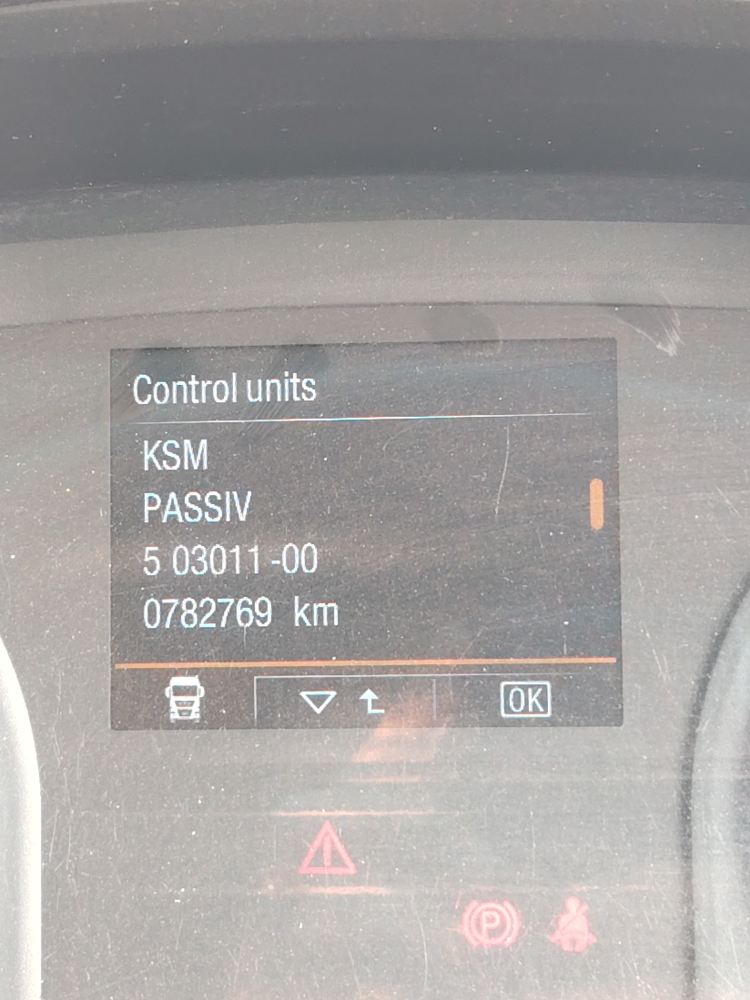 Control units
KSM
PASSIV
5 03011-00
0782769 km
OK
P